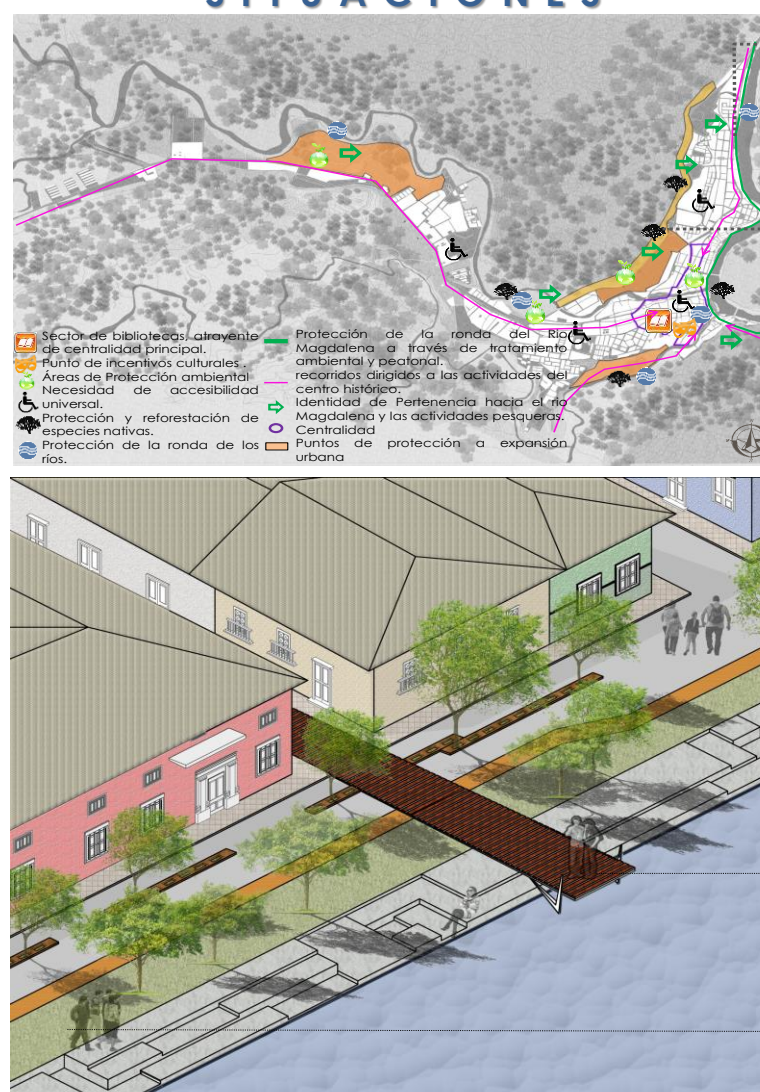 SITUACIONES
Sector de bibliotecas, atrayente
de centralidad principal.
Punto de incentivos culturales .
Áreas de Protección ambiental
Necesidad de accesibilidad
universal.
Protección y reforestación de
especies nativas.
Protección de la ronda de los
ríos.
Protección de la ronda del Rio
Magdalena a través de tratamiento
ambiental y peatonal.
recorridos dirigidos a las actividades del
centro histórico.
Identidad de Pertenencia hacia el rio
Magdalena y las actividades pesqueras.
Centralidad
Puntos de protección a expansión
urbana